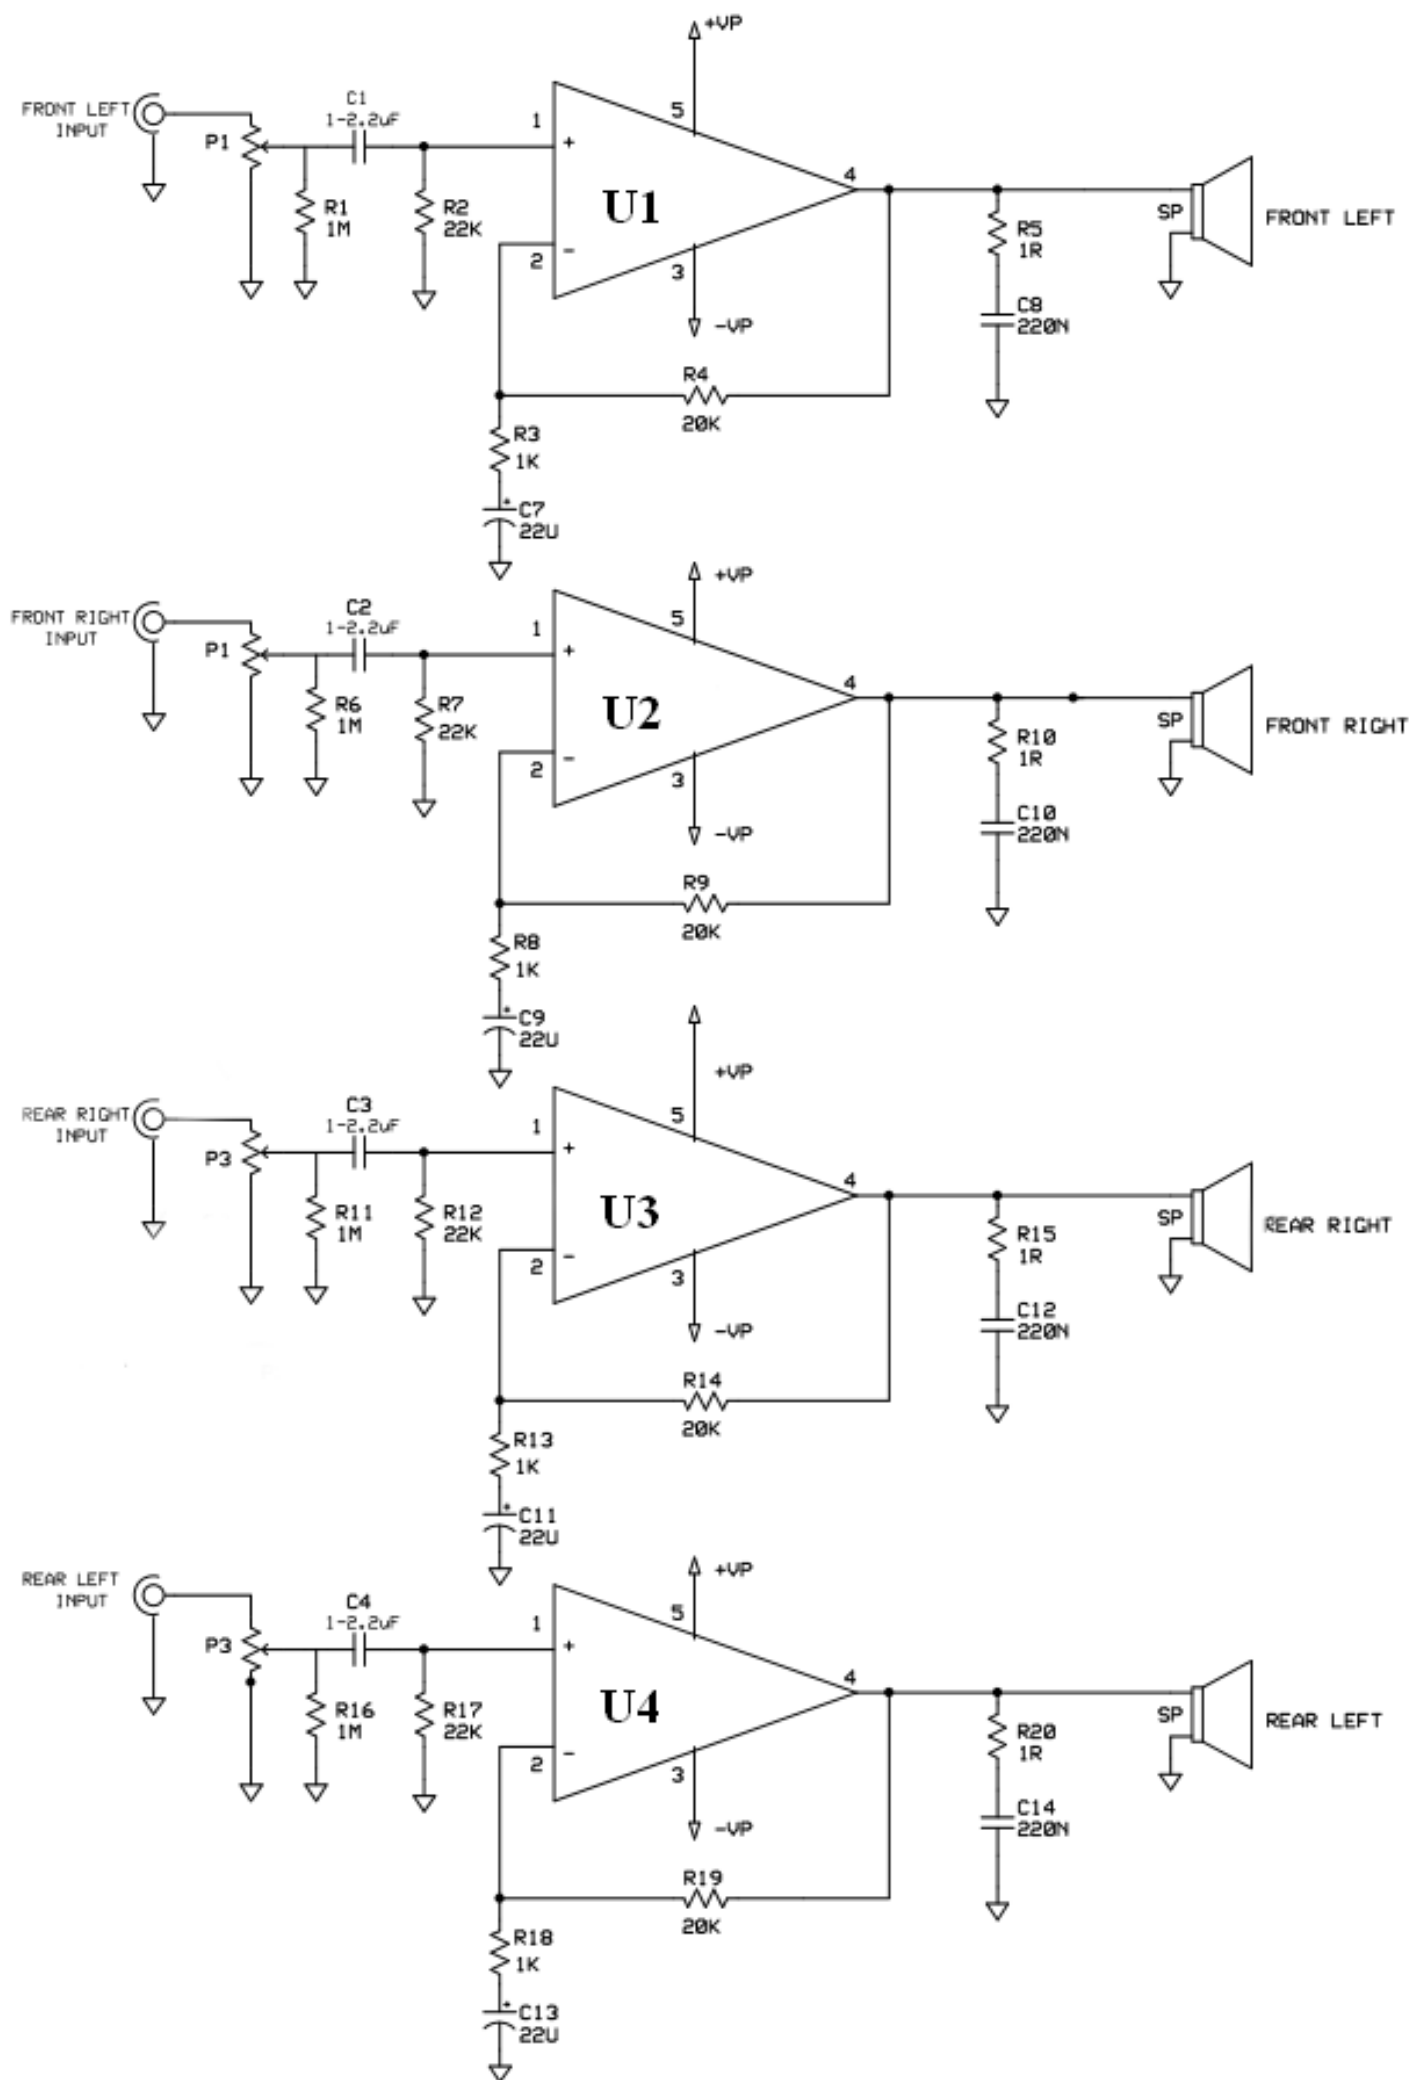 +VP
FRONT LEFT
INPUT
P1
C1
1-2.2uF
R1
1M
R2
22K
1
+
5
U1
4
2
-
3
-VP
R5
1R
C8
220N
SP
FRONT LEFT
R4
20K
R3
1K
+
C7
22U
+VP
FRONT RIGHT
INPUT
P1
C2
1-2.2uF
R6
1M
R7
22K
1
+
5
U2
4
2
-
3
-VP
R10
1R
C10
220N
SP
FRONT RIGHT
R9
20K
R8
1K
+
C9
22U
+VP
REAR RIGHT
INPUT
P3
C3
1-2.2uF
R11
1M
R12
22K
1
+
5
U3
4
2
-
3
-VP
R15
1R
C12
220N
SP
REAR RIGHT
R14
20K
R13
1K
+
C11
22U
+VP
REAR LEFT
INPUT
P3
C4
1-2.2uF
R16
1M
R17
22K
1
+
5
U4
4
2
-
3
-VP
R20
1R
C14
220N
SP
REAR LEFT
R19
20K
R18
1K
+
C13
22U